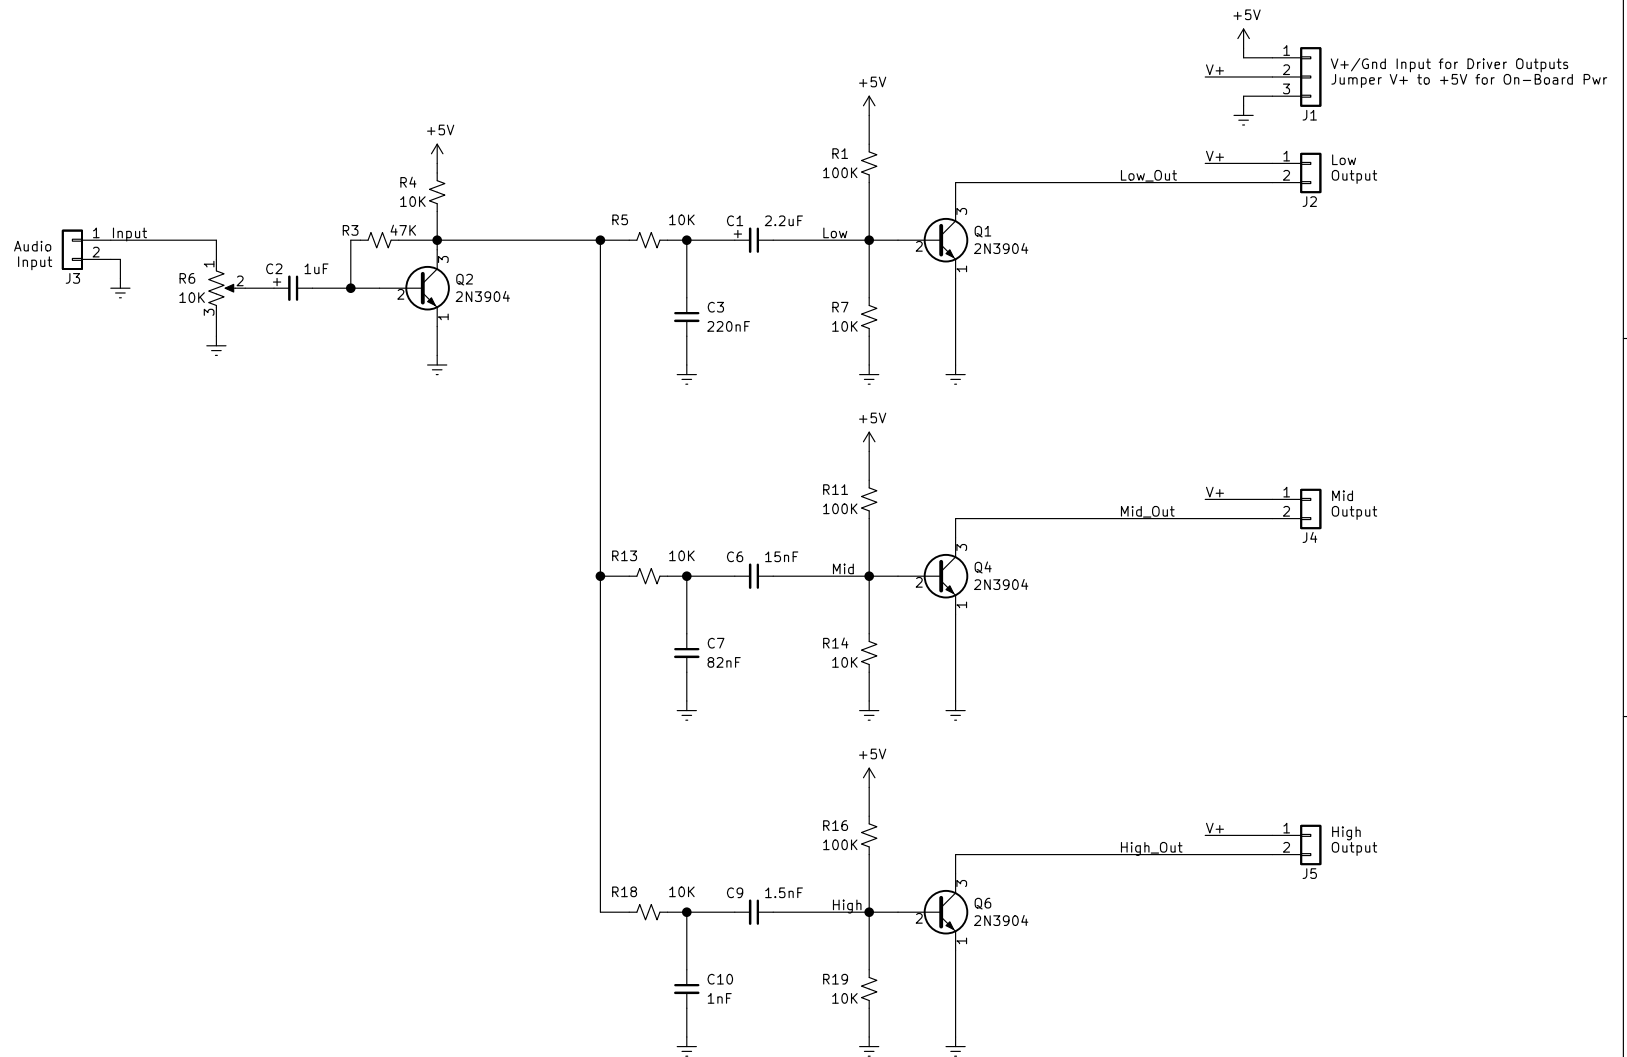 +5V
1
V+
2
3
V+/Gnd Input for Driver Outputs
Jumper V+ to +5V for On-Board Pwr
J1
+5V
R1
100K
V+
1
2
Low
Output
Low_Out
J2
+5V
R4
10K
R3
47K
R5
10K
C1
+
2.2uF
Low
2
3
1
Q1
2N3904
Audio
Input
1
2
Input
J3
R6
10K
1
2
3
C2
+
1uF
2
3
1
Q2
2N3904
C3
220nF
R7
10K
+5V
R11
100K
V+
1
2
Mid
Output
Mid_Out
J4
R13
10K
C6
15nF
Mid
2
3
1
Q4
2N3904
C7
82nF
R14
10K
+5V
R16
100K
V+
1
2
High
Output
High_Out
J5
R18
10K
C9
1.5nF
High
2
3
1
Q6
2N3904
C10
1nF
R19
10K